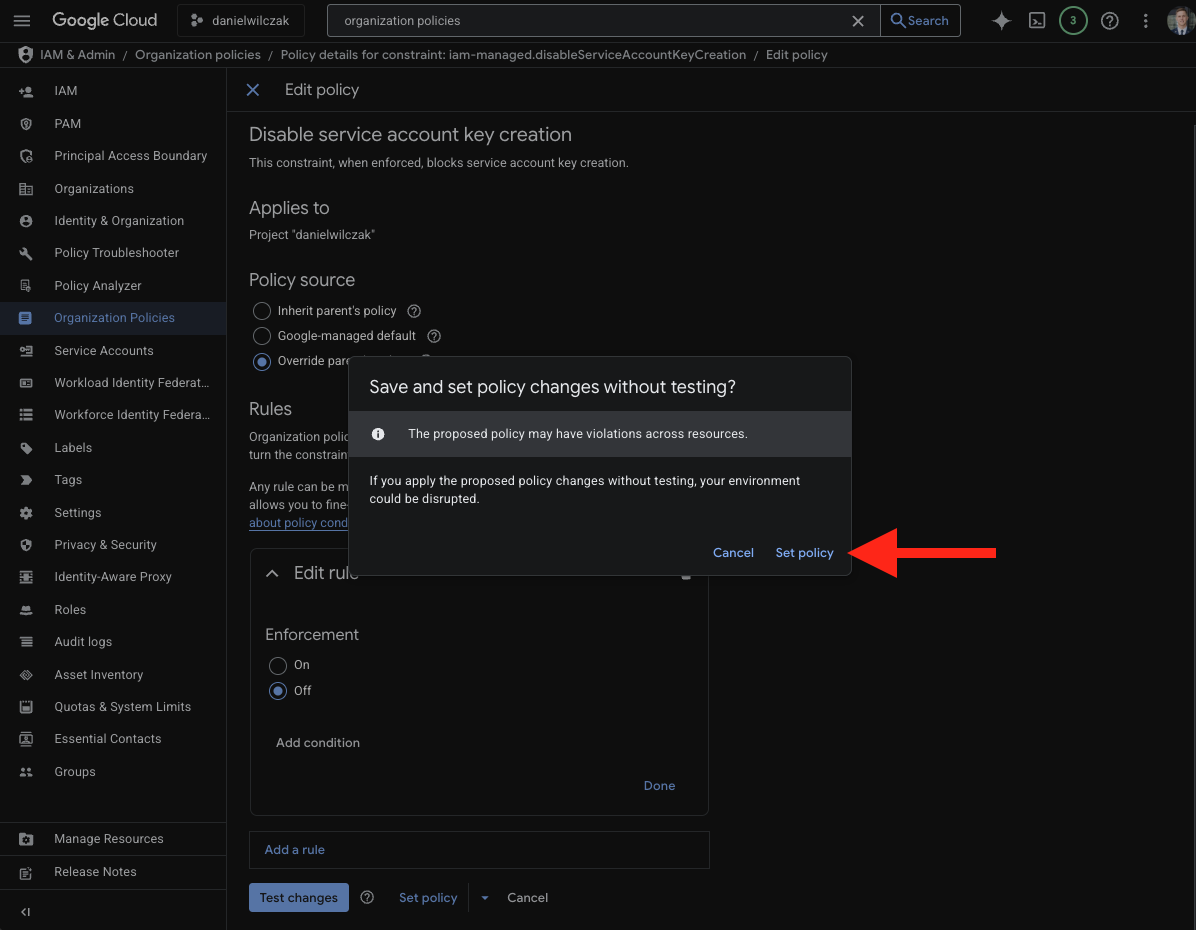 Google Cloud
danielwilczak
organization policies
Search
3
IAM & Admin / Organization policies / Policy details for constraint: iam-managed.disableServiceAccountKeyCreation / Edit policy
IAM
PAM
Principal Access Boundary
Organizations
Identity & Organization
Policy Troubleshooter
Policy Analyzer
Organization Policies
Service Accounts
Workload Identity Federat...
Workforce Identity Federa...
Labels
Tags
Settings
Privacy & Security
Identity-Aware Proxy
Roles
Audit logs
Asset Inventory
Quotas & System Limits
Essential Contacts
Groups
Manage Resources
Release Notes
Edit policy
Disable service account key creation
This constraint, when enforced, blocks service account key creation.
Applies to
Project "danielwilczak"
Policy source
Inherit parent's policy
Google-managed default
Override pare
Rules
Organization polic
turn the constrain
Any rule can be m
allows you to fine-
about policy cond
Save and set policy changes without testing?
The proposed policy may have violations across resources.
If you apply the proposed policy changes without testing, your environment
could be disrupted.
Cancel Set policy
Edit rule
Enforcement
On
Off
Add condition
Done
Add a rule
Test changes Set policy Cancel